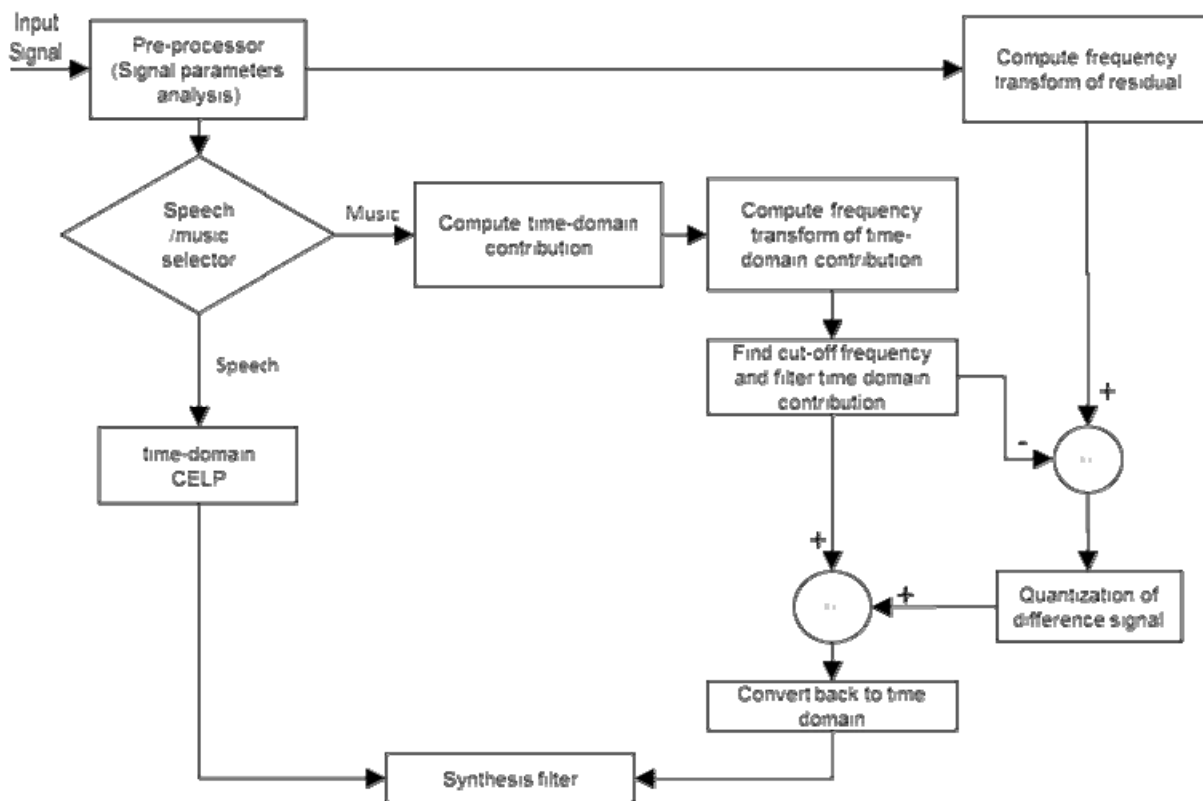 Input
Signal
Pre-processor
(Signal parameters
analysis)
Compute frequency
transform of residual
Speech
/music
selector
Music
Compute time-domain
contribution
Compute frequency
transform of time-
domain contribution
Speech
Find cut-off frequency
and filter time domain
contribution
+
-
time-domain
CELP
+
+
Quantization of
difference signal
Convert back to time
domain
Synthesis filter